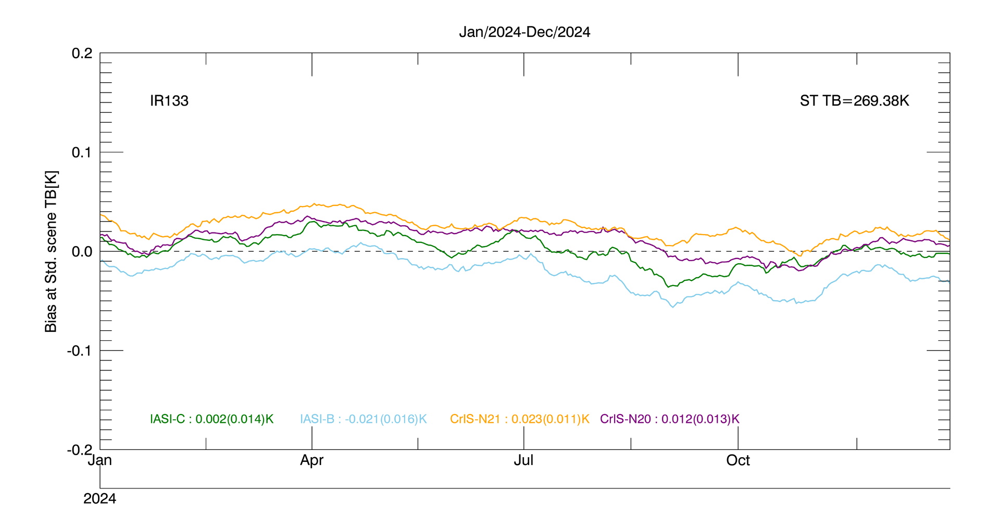 Jan/2024-Dec/2024
0.2
IR133 ST TB=269.38K
0.1
Bias at Std. scene TB[K]
0.0
-0.1
IASI-C : 0.002(0.014)K IASI-B : -0.021(0.016)K CrIS-N21 : 0.023(0.011)K CrIS-N20 : 0.012(0.013)K
-0.2
Jan Apr Jul Oct
2024